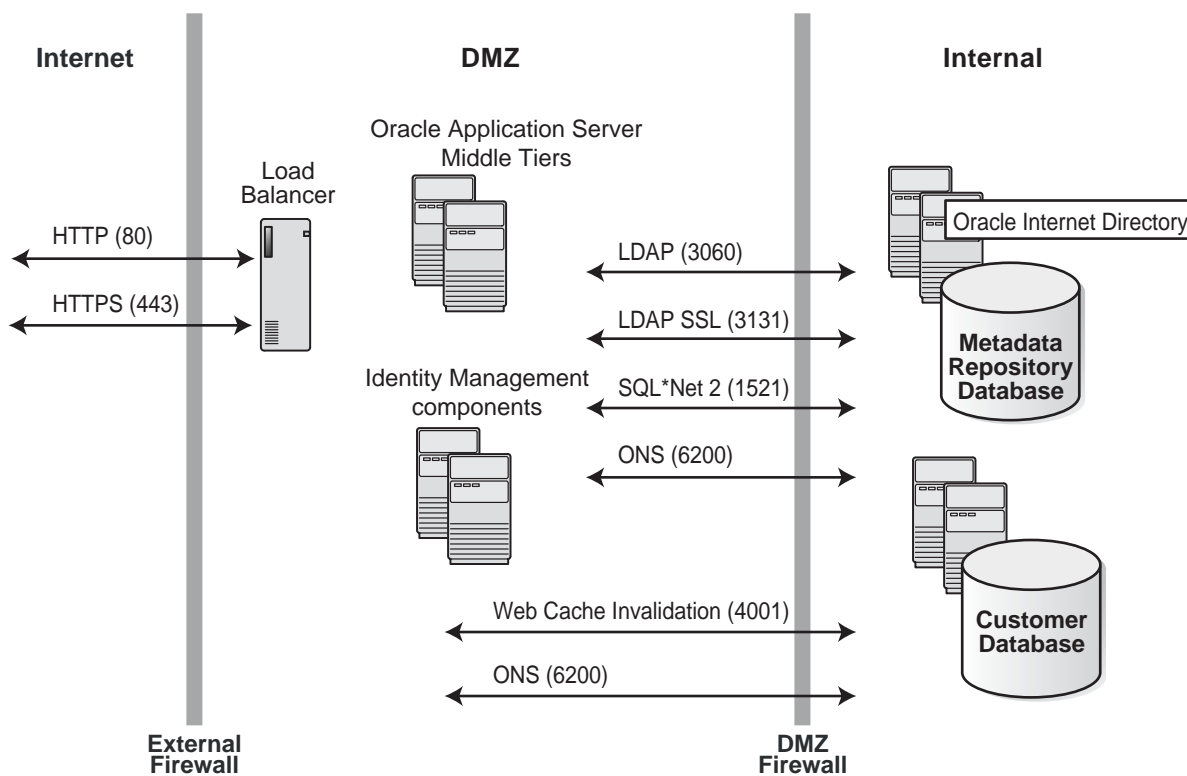 Internet
DMZ
Internal
Oracle Application Server
Middle Tiers
Load
Balancer
HTTP (80)
HTTPS (443)
LDAP (3060)
Oracle Internet Directory
LDAP SSL (3131)
Metadata
Repository
Database
Identity Management
components
SQL*Net 2 (1521)
ONS (6200)
Web Cache Invalidation (4001)
Customer
Database
ONS (6200)
External
Firewall
DMZ
Firewall